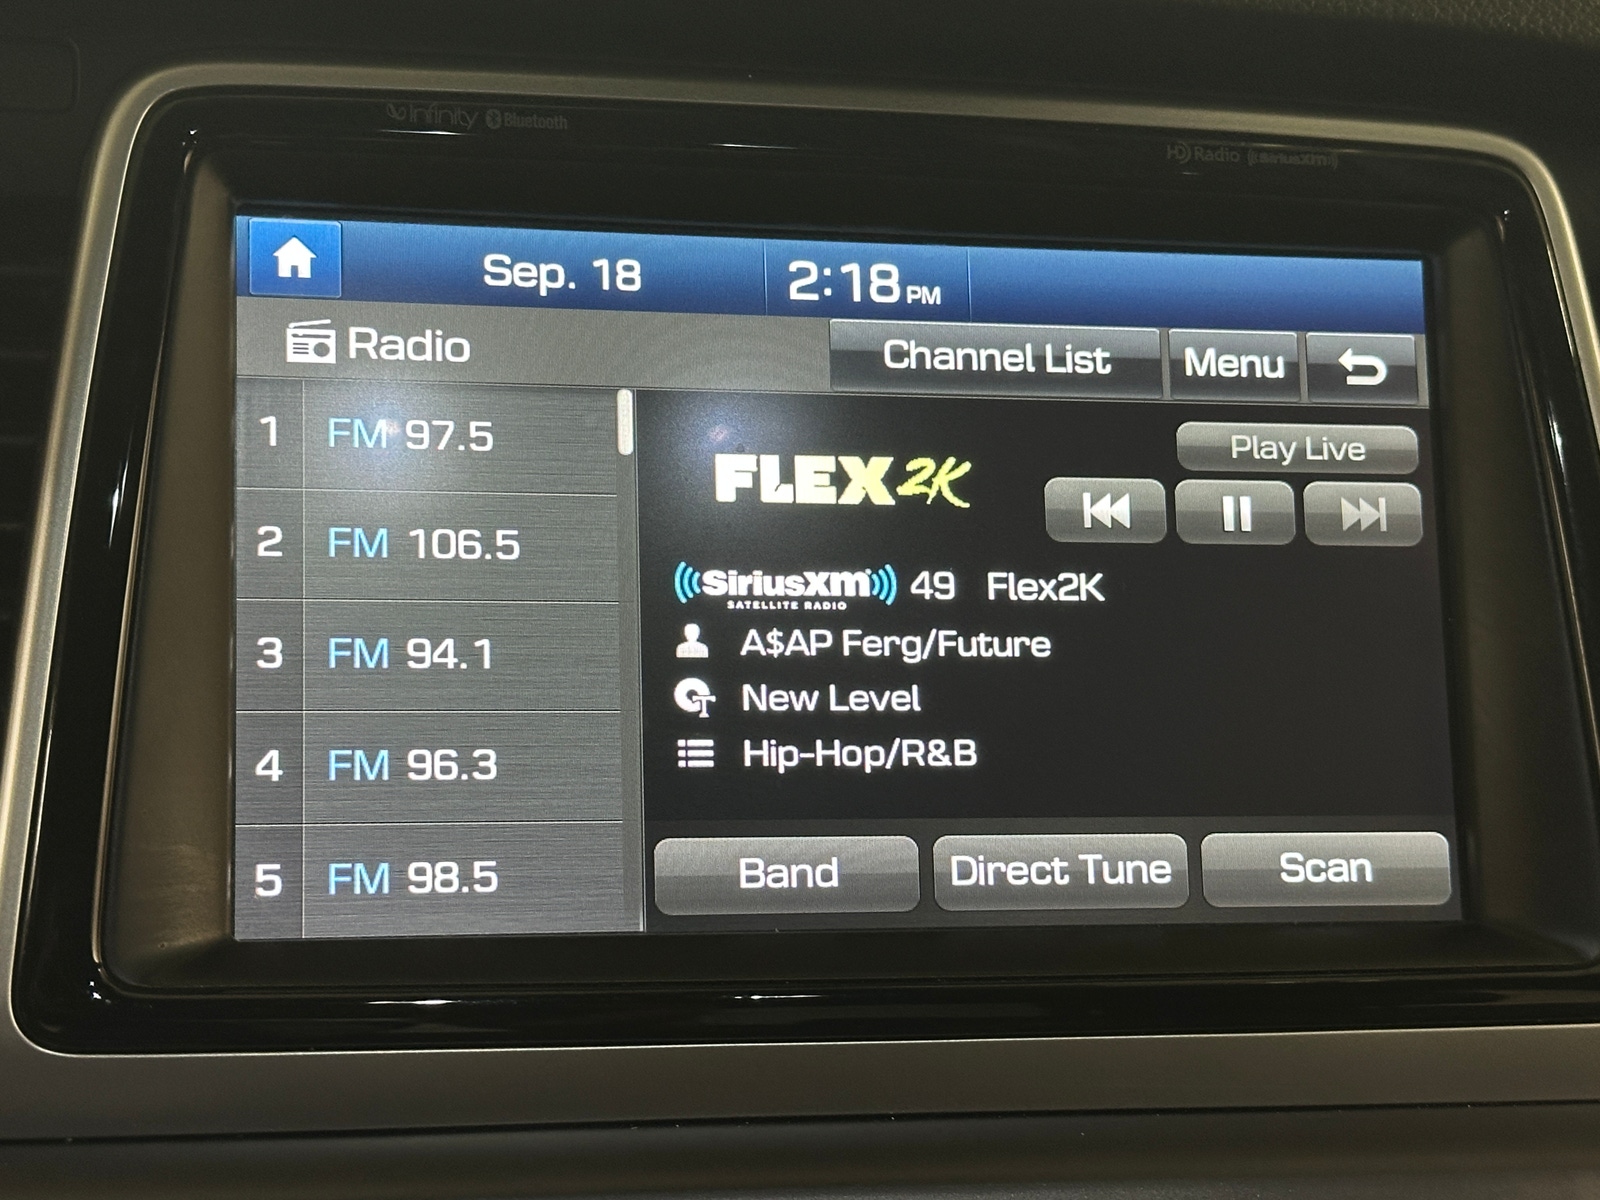 infinity Bluetooth
HD Radio ((SiriusXM))
Sep. 18 2:18 PM
Radio Channel List Menu
1 FM 97.5
2 FM 106.5
3 FM 94.1
4 FM 96.3
5 FM 98.5
Play Live
FLEX2K
SiriusXM 49 Flex2K
SATELLITE RADIO
A$AP Ferg/Future
New Level
Hip-Hop/R&B
Band Direct Tune Scan